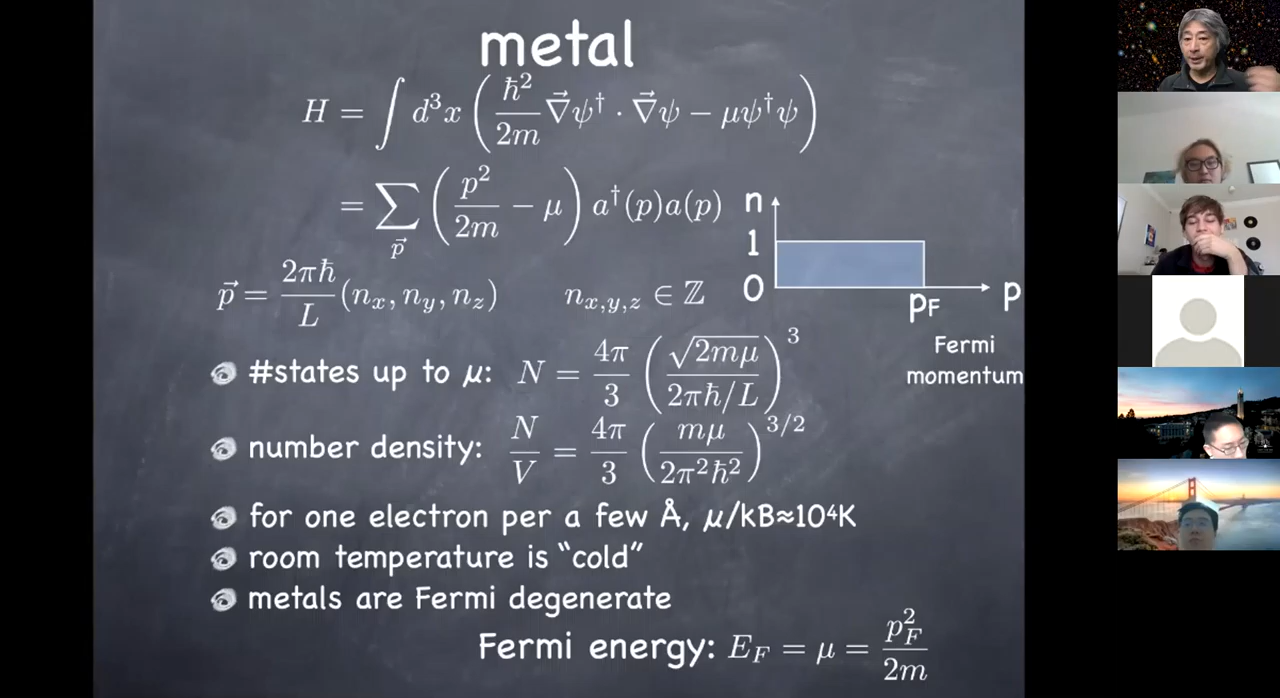 metal
H = ∫ d³x ( ħ²/2m ∇⃗ψ† · ∇⃗ψ − μψ†ψ )
= ∑_p⃗ ( p²/2m − μ ) a†(p)a(p)
n
1
0
p_F
p
Fermi
momentum
p⃗ = 2πħ/L (n_x, n_y, n_z) n_{x,y,z} ∈ ℤ
#states up to μ: N = 4π/3 ( √(2mμ) / (2πħ/L) )³
number density: N/V = 4π/3 ( mμ / 2π²ħ² )^{3/2}
for one electron per a few Å, μ/kB≈10⁴K
room temperature is “cold”
metals are Fermi degenerate
Fermi energy: E_F = μ = p_F²/2m